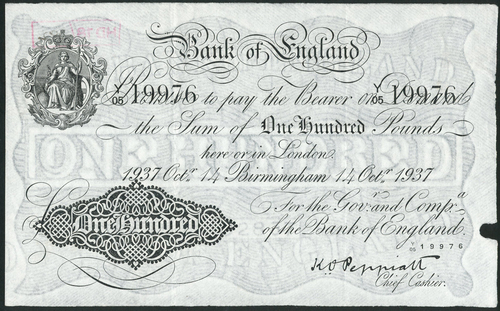 Bank of England
Y/05 19976 Y/05 19976
Promise to pay the Bearer on Demand
the Sum of One Hundred Pounds
here or in London.
1937 Octr. 14 Birmingham 14 Octr. 1937
For the Govr. and Compa.
One Hundred
of the Bank of England.
Y/05 19976
K.O. Peppiatt
Chief Cashier.
ONE HUNDRED